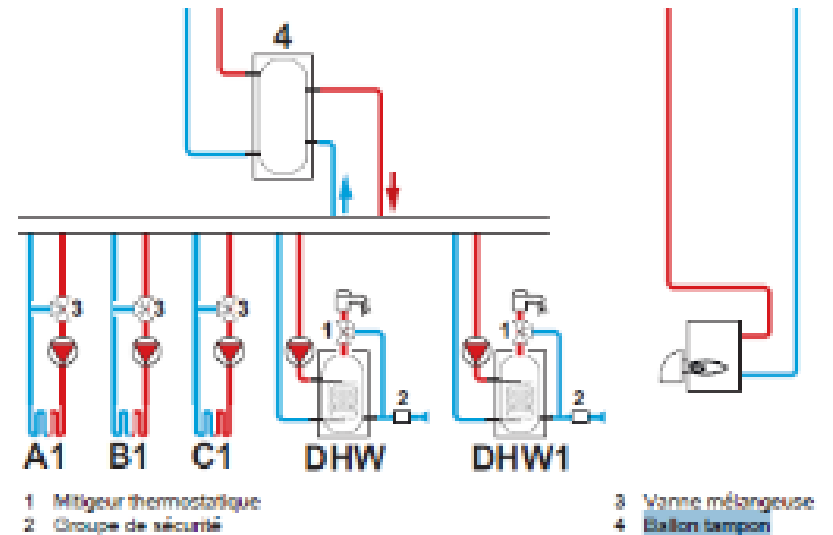 4
3 3 3
1 1
2 2
A1 B1 C1 DHW DHW1
1 Mitigeur thermostatique
2 Groupe de sécurité
3 Vanne mélangeuse
4 Ballon tampon